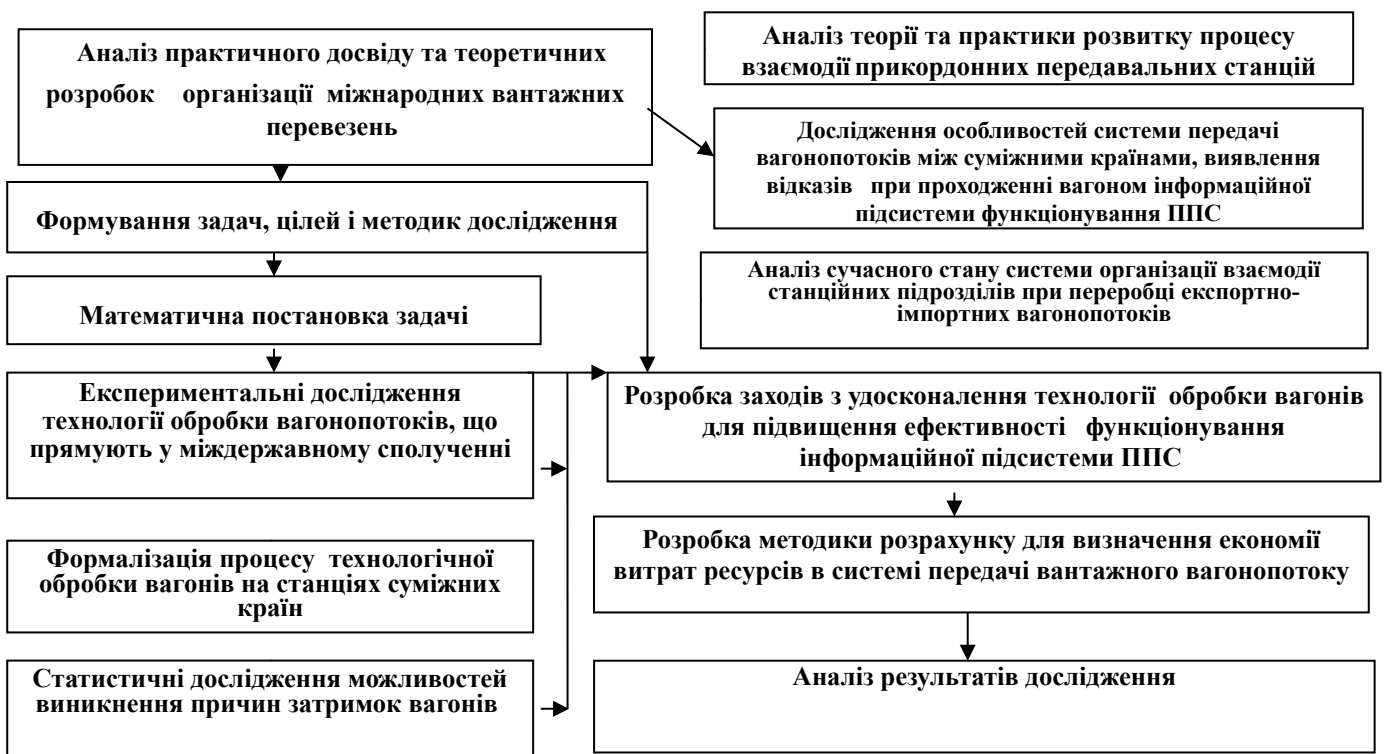 Аналіз практичного досвіду та теоретичних
розробок організації міжнародних вантажних
перевезень
Аналіз теорії та практики розвитку процесу
взаємодії прикордонних передавальних станцій
Дослідження особливостей системи передачі
вагонопотоків між суміжними країнами, виявлення
відказів при проходженні вагоном інформаційної
підсистеми функціонування ППС
Формування задач, цілей і методик дослідження
Аналіз сучасного стану системи організації взаємодії
станційних підрозділів при переробці експортно-
імпортних вагонопотоків
Математична постановка задачі
Експериментальні дослідження
технології обробки вагонопотоків, що
прямують у міждержавному сполученні
Розробка заходів з удосконалення технології обробки вагонів
для підвищення ефективності функціонування
інформаційної підсистеми ППС
Формалізація процесу технологічної
обробки вагонів на станціях суміжних
країн
Розробка методики розрахунку для визначення економії
витрат ресурсів в системі передачі вантажного вагонопотоку
Статистичні дослідження можливостей
виникнення причин затримок вагонів
Аналіз результатів дослідження